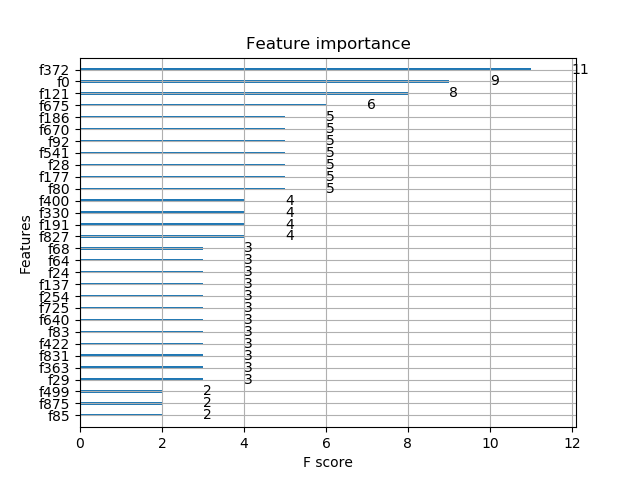 Feature importance
f372 11
f0 9
f121 8
f675 6
f186 5
f670 5
f92 5
f541 5
f28 5
f177 5
f80 5
f400 4
f330 4
f191 4
f827 4
f68 3
f64 3
f24 3
f137 3
f254 3
f725 3
f640 3
f83 3
f422 3
f831 3
f363 3
f29 3
f499 2
f875 2
f85 2
Features
0 2 4 6 8 10 12
F score